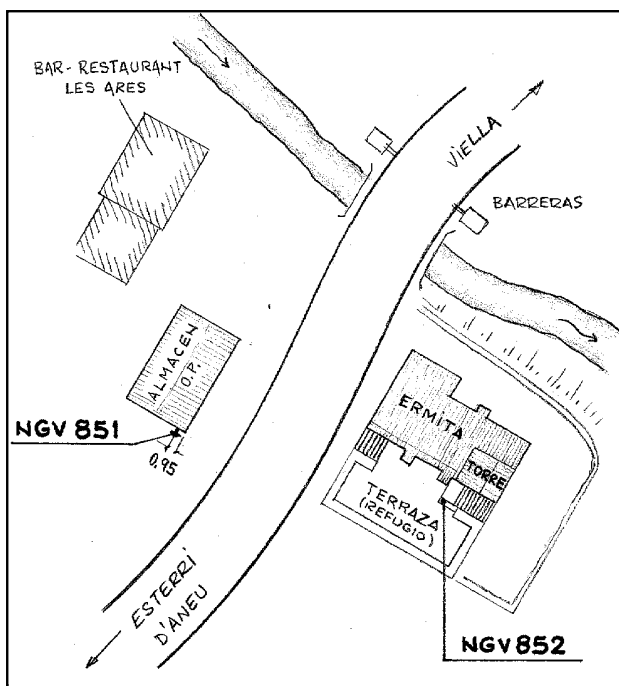 BAR-RESTAURANT
LES ARES
VIELLA
BARRERAS
ALMACEN
O.P.
NGV 851
0.95
ERMITA
TORRE
TERRAZA
(REFUGIO)
ESTERRI
D'ANEU
NGV 852